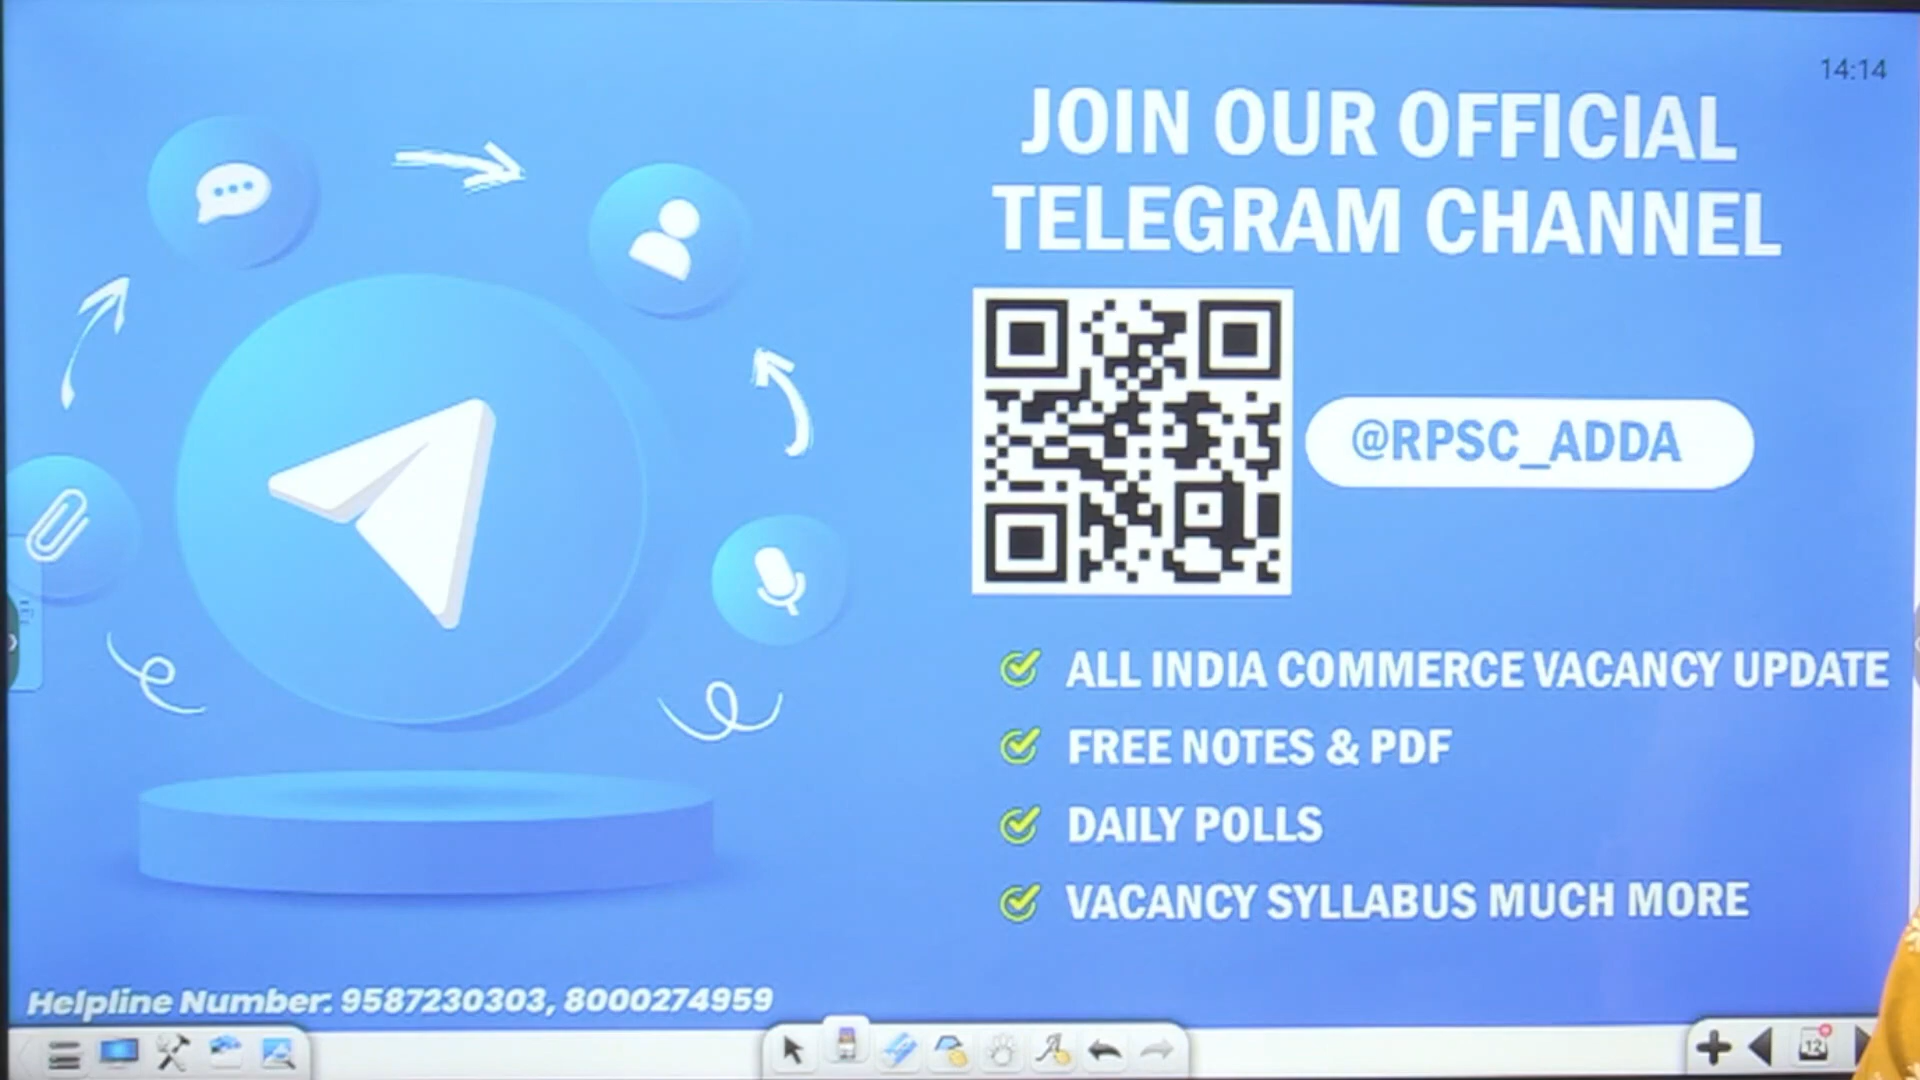 14:14
JOIN OUR OFFICIAL
TELEGRAM CHANNEL
@RPSC_ADDA
ALL INDIA COMMERCE VACANCY UPDATE
FREE NOTES & PDF
DAILY POLLS
VACANCY SYLLABUS MUCH MORE
Helpline Number: 9587230303, 8000274959
12